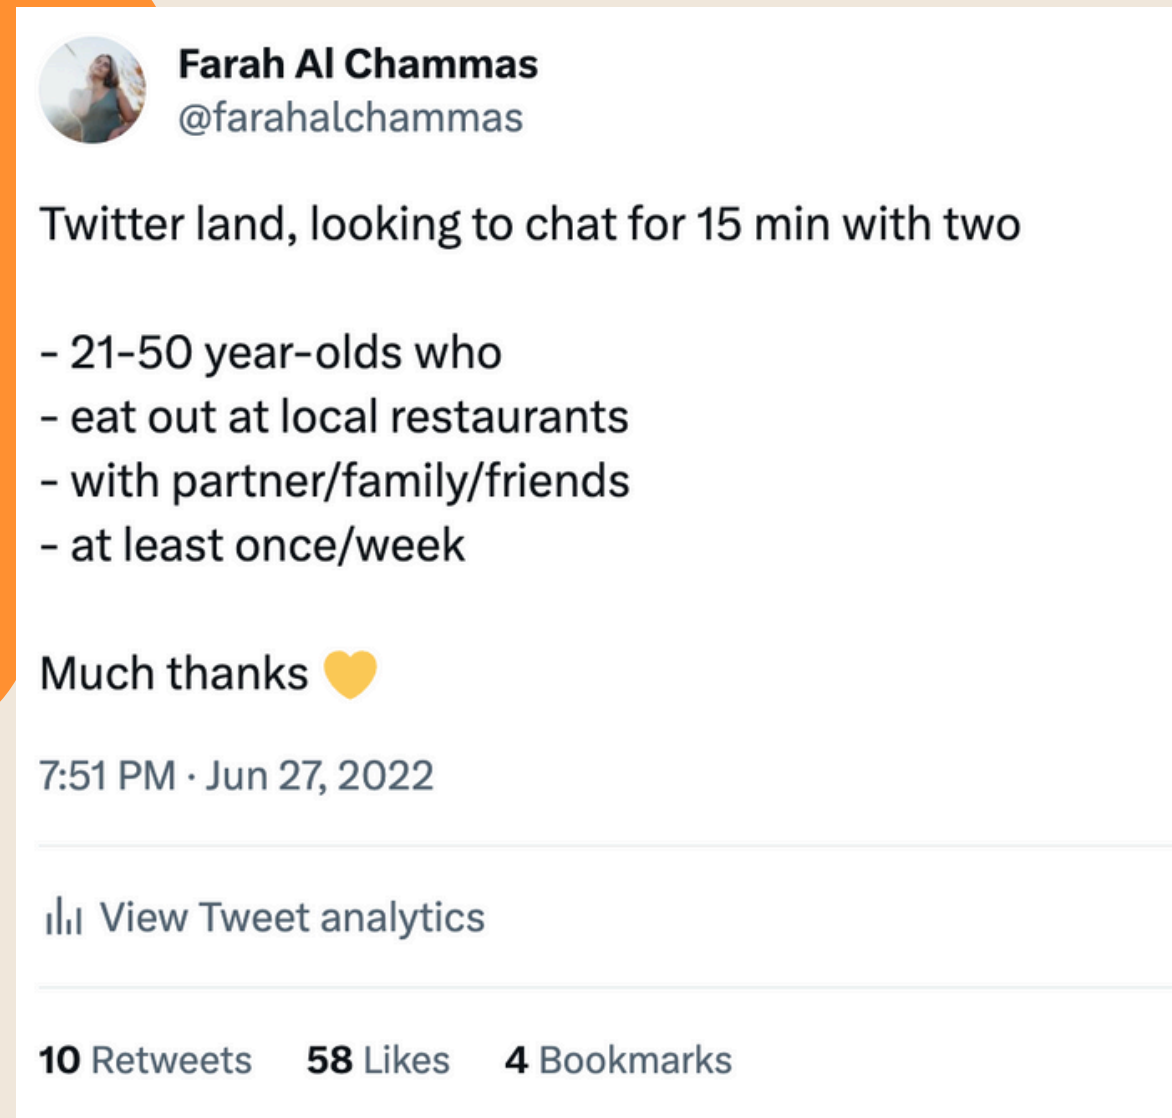 Farah Al Chammas
@farahalchammas
Twitter land, looking to chat for 15 min with two
- 21-50 year-olds who
- eat out at local restaurants
- with partner/family/friends
- at least once/week
Much thanks 💛
7:51 PM · Jun 27, 2022
View Tweet analytics
10 Retweets 58 Likes 4 Bookmarks